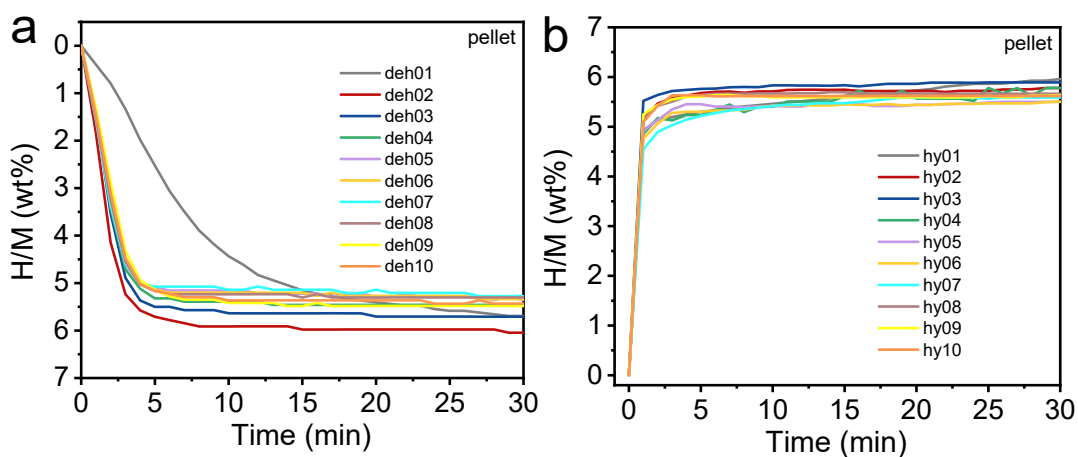 a
pellet
0
1
2
3
4
5
6
7
H/M (wt%)
deh01
deh02
deh03
deh04
deh05
deh06
deh07
deh08
deh09
deh10
0 5 10 15 20 25 30
Time (min)
b
pellet
7
6
5
4
3
2
1
0
H/M (wt%)
hy01
hy02
hy03
hy04
hy05
hy06
hy07
hy08
hy09
hy10
0 5 10 15 20 25 30
Time (min)